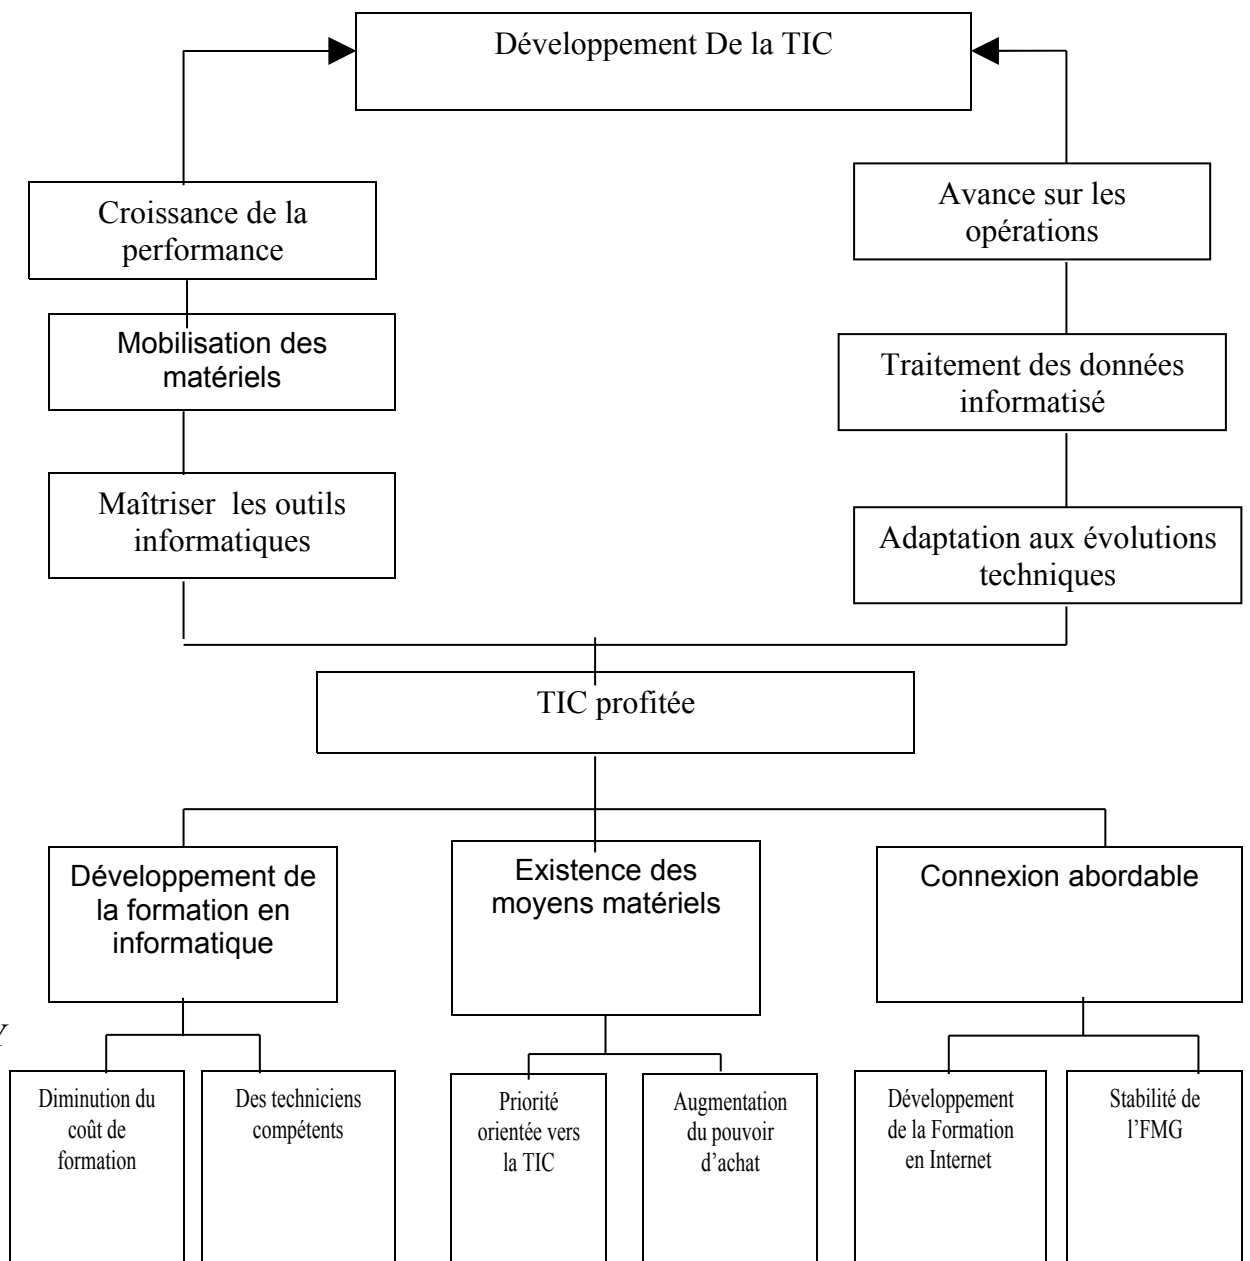 Développement De la TIC
Croissance de la
performance
Avance sur les
opérations
Mobilisation des
matériels
Traitement des données
informatisé
Maîtriser les outils
informatiques
Adaptation aux évolutions
techniques
TIC profitée
Développement de
la formation en
informatique
Existence des
moyens matériels
Connexion abordable
Y
Diminution du
coût de
formation
Des techniciens
compétents
Priorité
orientée vers
la TIC
Augmentation
du pouvoir
d’achat
Développement
de la Formation
en Internet
Stabilité de
l’FMG